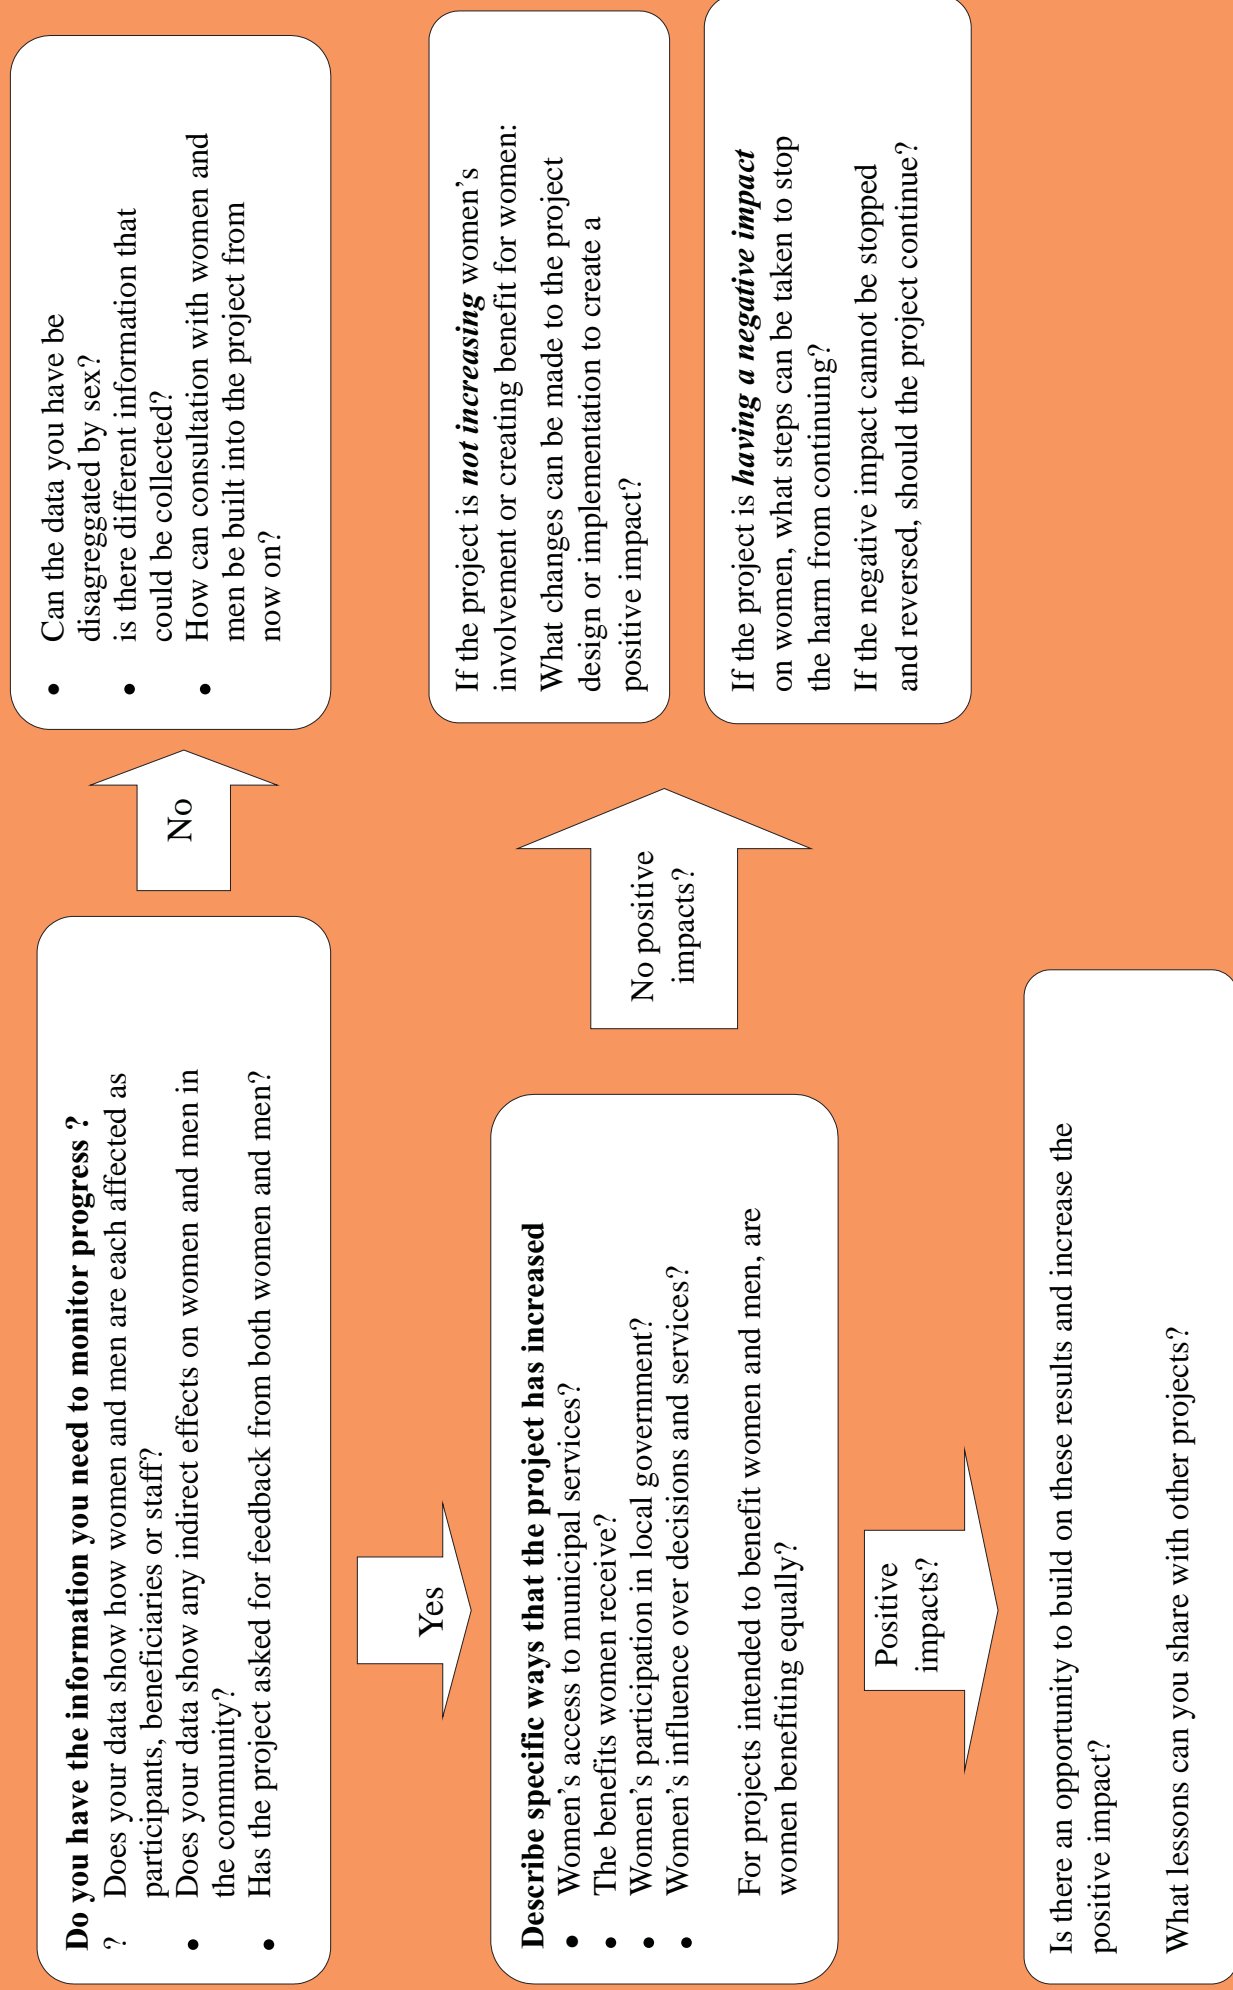 Do you have the information you need to monitor progress ?
? Does your data show how women and men are each affected as
participants, beneficiaries or staff?
• Does your data show any indirect effects on women and men in
the community?
• Has the project asked for feedback from both women and men?
No
• Can the data you have be
disagreggated by sex?
• is there different information that
could be collected?
• How can consultation with women and
men be built into the project from
now on?
Yes
Describe specific ways that the project has increased
• Women’s access to municipal services?
• The benefits women receive?
• Women’s participation in local government?
• Women’s influence over decisions and services?
For projects intended to benefit women and men, are
women benefiting equally?
No positive
impacts?
If the project is not increasing women’s
involvement or creating benefit for women:
What changes can be made to the project
design or implementation to create a
positive impact?
If the project is having a negative impact
on women, what steps can be taken to stop
the harm from continuing?
If the negative impact cannot be stopped
and reversed, should the project continue?
Positive
impacts?
Is there an opportunity to build on these results and increase the
positive impact?
What lessons can you share with other projects?